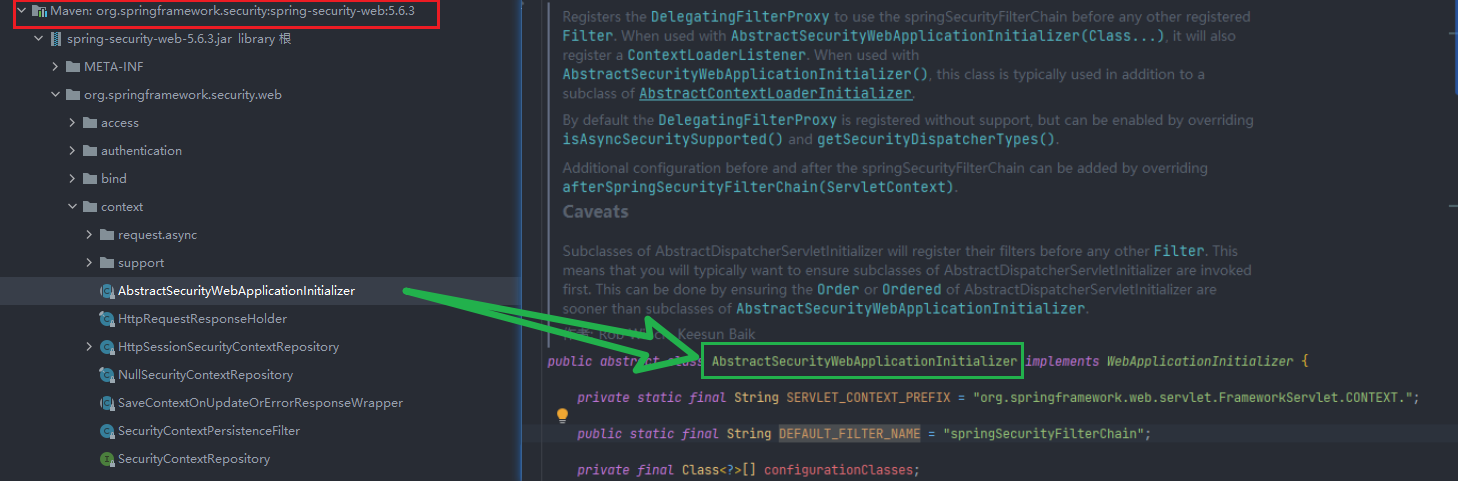 Maven: org.springframework.security:spring-security-web:5.6.3
spring-security-web-5.6.3.jar library 根
META-INF
org.springframework.security.web
access
authentication
bind
context
request.async
support
AbstractSecurityWebApplicationInitializer
HttpRequestResponseHolder
HttpSessionSecurityContextRepository
NullSecurityContextRepository
SaveContextOnUpdateOrErrorResponseWrapper
SecurityContextPersistenceFilter
SecurityContextRepository
Registers the DelegatingFilterProxy to use the springSecurityFilterChain before any other registered
Filter. When used with AbstractSecurityWebApplicationInitializer(Class...), it will also
register a ContextLoaderListener. When used with
AbstractSecurityWebApplicationInitializer(), this class is typically used in addition to a
subclass of AbstractContextLoaderInitializer.
By default the DelegatingFilterProxy is registered without support, but can be enabled by overriding
isAsyncSecuritySupported() and getSecurityDispatcherTypes().
Additional configuration before and after the springSecurityFilterChain can be added by overriding
afterSpringSecurityFilterChain(ServletContext).
Caveats
Subclasses of AbstractDispatcherServletInitializer will register their filters before any other Filter. This
means that you will typically want to ensure subclasses of AbstractDispatcherServletInitializer are invoked
first. This can be done by ensuring the Order or Ordered of AbstractDispatcherServletInitializer are
sooner than subclasses of AbstractSecurityWebApplicationInitializer.
Rob Keesun Baik
public abstract class AbstractSecurityWebApplicationInitializer implements WebApplicationInitializer {
private static final String SERVLET_CONTEXT_PREFIX = "org.springframework.web.servlet.FrameworkServlet.CONTEXT.";
public static final String DEFAULT_FILTER_NAME = "springSecurityFilterChain";
private final Class<?>[] configurationClasses;